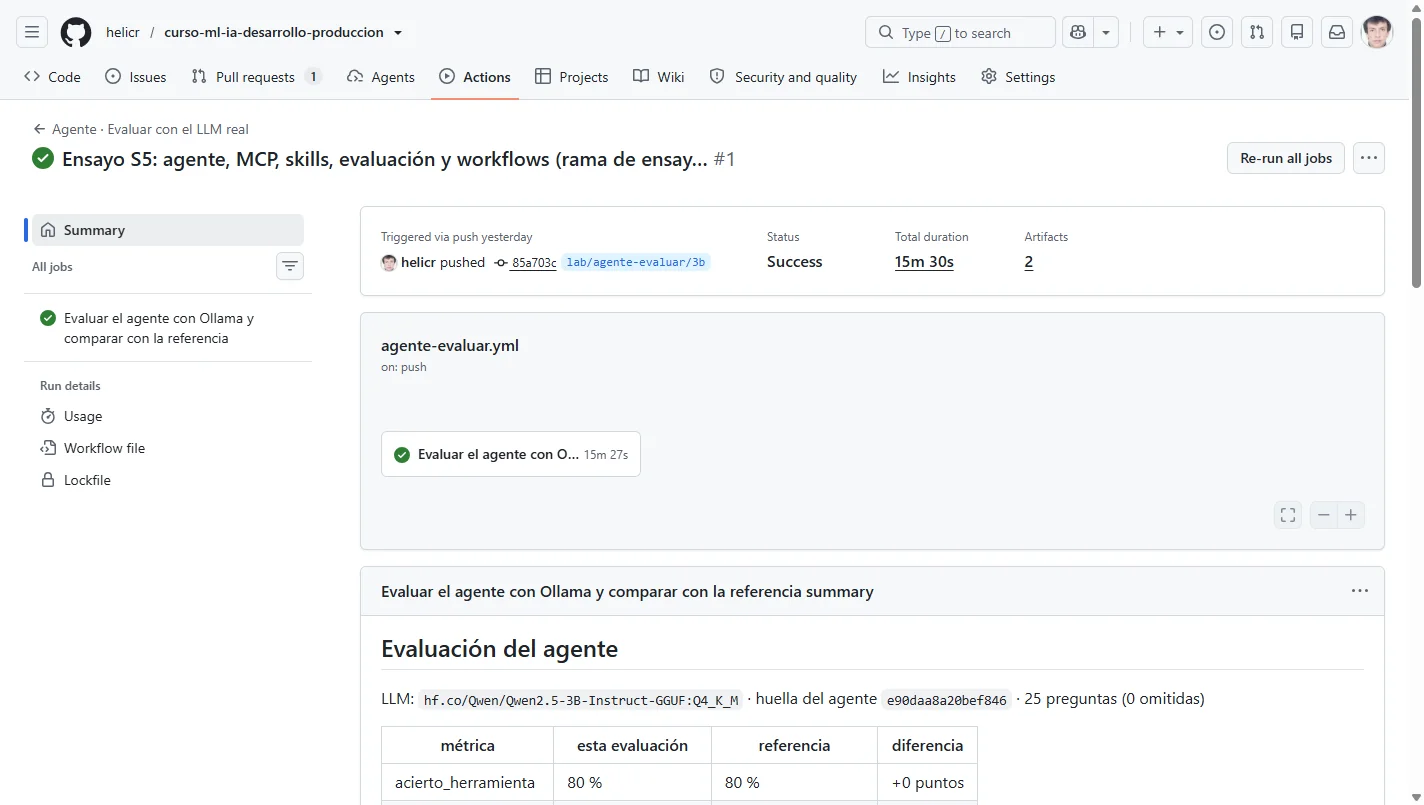 helicr / curso-ml-ia-desarrollo-produccion
Type / to search
Code
Issues
Pull requests 1
Agents
Actions
Projects
Wiki
Security and quality
Insights
Settings
Agente · Evaluar con el LLM real
Ensayo S5: agente, MCP, skills, evaluación y workflows (rama de ensay... #1
Re-run all jobs
Summary
All jobs
Evaluar el agente con Ollama y
comparar con la referencia
Run details
Usage
Workflow file
Lockfile
Triggered via push yesterday
helicr pushed 85a703c lab/agente-evaluar/3b
Status
Success
Total duration
15m 30s
Artifacts
2
agente-evaluar.yml
on: push
Evaluar el agente con O... 15m 27s
Evaluar el agente con Ollama y comparar con la referencia summary
Evaluación del agente
LLM: hf.co/Qwen/Qwen2.5-3B-Instruct-GGUF:Q4_K_M · huella del agente e90daa8a20bef846 · 25 preguntas (0 omitidas)
métrica esta evaluación referencia diferencia
acierto_herramienta 80 % 80 % +0 puntos